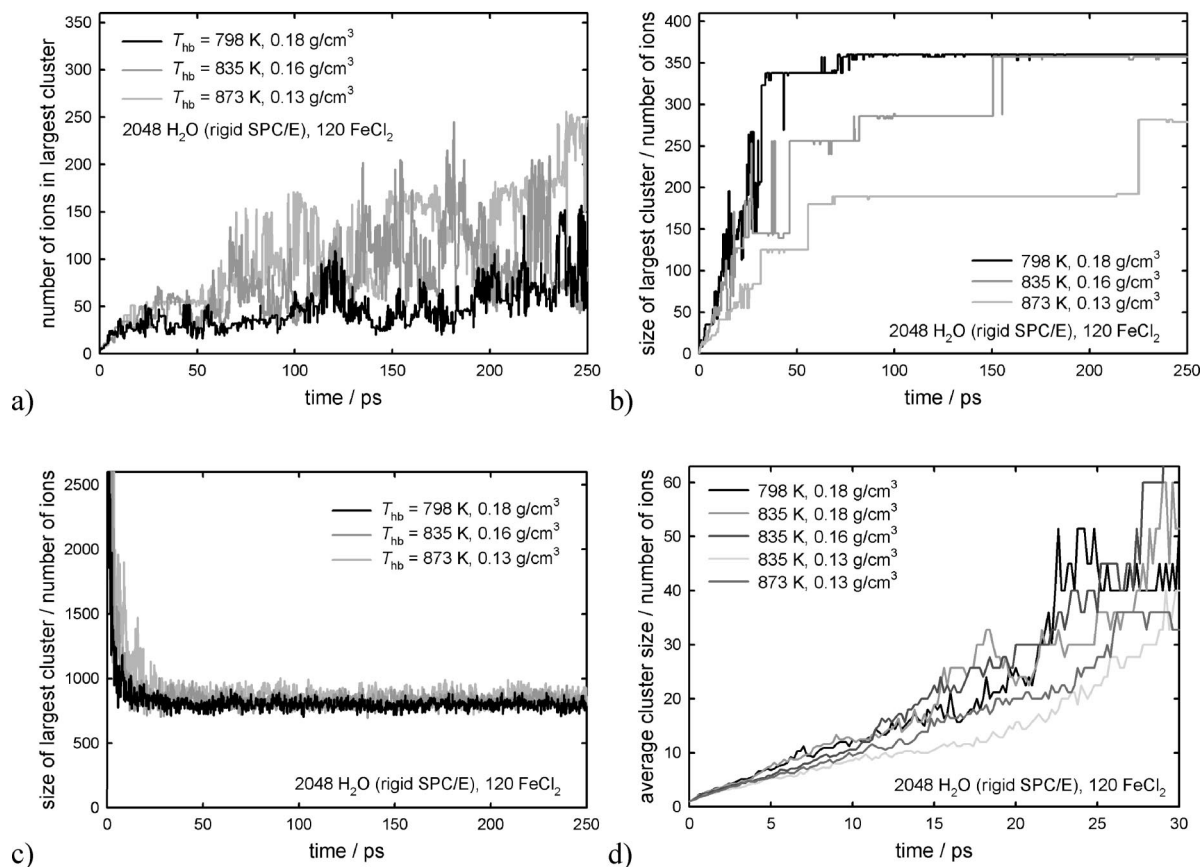 number of ions in largest cluster
350
300
250
200
150
100
50
0
T_hb = 798 K, 0.18 g/cm³
T_hb = 835 K, 0.16 g/cm³
T_hb = 873 K, 0.13 g/cm³
2048 H₂O (rigid SPC/E), 120 FeCl₂
0 50 100 150 200 250
time / ps
a)
size of largest cluster / number of ions
400
350
300
250
200
150
100
50
0
798 K, 0.18 g/cm³
835 K, 0.16 g/cm³
873 K, 0.13 g/cm³
2048 H₂O (rigid SPC/E), 120 FeCl₂
0 50 100 150 200 250
time / ps
b)
size of largest cluster / number of ions
2500
2000
1500
1000
500
0
T_hb = 798 K, 0.18 g/cm³
T_hb = 835 K, 0.16 g/cm³
T_hb = 873 K, 0.13 g/cm³
2048 H₂O (rigid SPC/E), 120 FeCl₂
0 50 100 150 200 250
time / ps
c)
average cluster size / number of ions
60
50
40
30
20
10
0
798 K, 0.18 g/cm³
835 K, 0.18 g/cm³
835 K, 0.16 g/cm³
835 K, 0.13 g/cm³
873 K, 0.13 g/cm³
2048 H₂O (rigid SPC/E), 120 FeCl₂
0 5 10 15 20 25 30
time / ps
d)